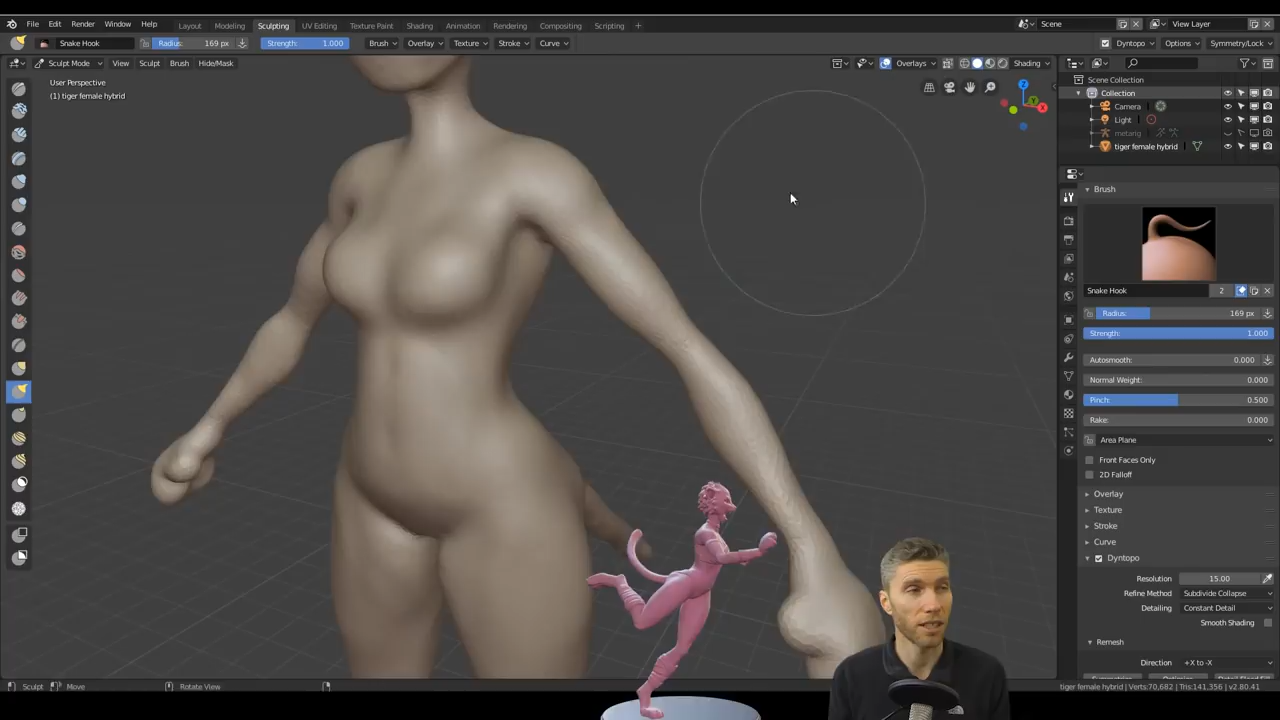 File Edit Render Window Help Layout Modeling Sculpting UV Editing Texture Paint Shading Animation Rendering Compositing Scripting + Scene View Layer
Snake Hook Radius: 169 px Strength: 1.000 Brush Overlay Texture Stroke Curve Dyntopo Options Symmetry/Lock
Sculpt Mode View Sculpt Brush Hide/Mask Overlays Shading
User Perspective
(1) tiger female hybrid
Scene Collection
Collection
Camera
Light
metarig
tiger female hybrid
Brush
Snake Hook 2
Radius: 169 px
Strength: 1.000
Autosmooth: 0.000
Normal Weight: 0.000
Pinch: 0.500
Rake: 0.000
Area Plane
Front Faces Only
2D Falloff
Overlay
Texture
Stroke
Curve
Dyntopo
Resolution 15.00
Refine Method Subdivide Collapse
Detailing Constant Detail
Smooth Shading
Remesh
Direction +X to -X
Sculpt Move Rotate View tiger female hybrid | Verts:70,682 | Tris:141,356 | v2.80.41